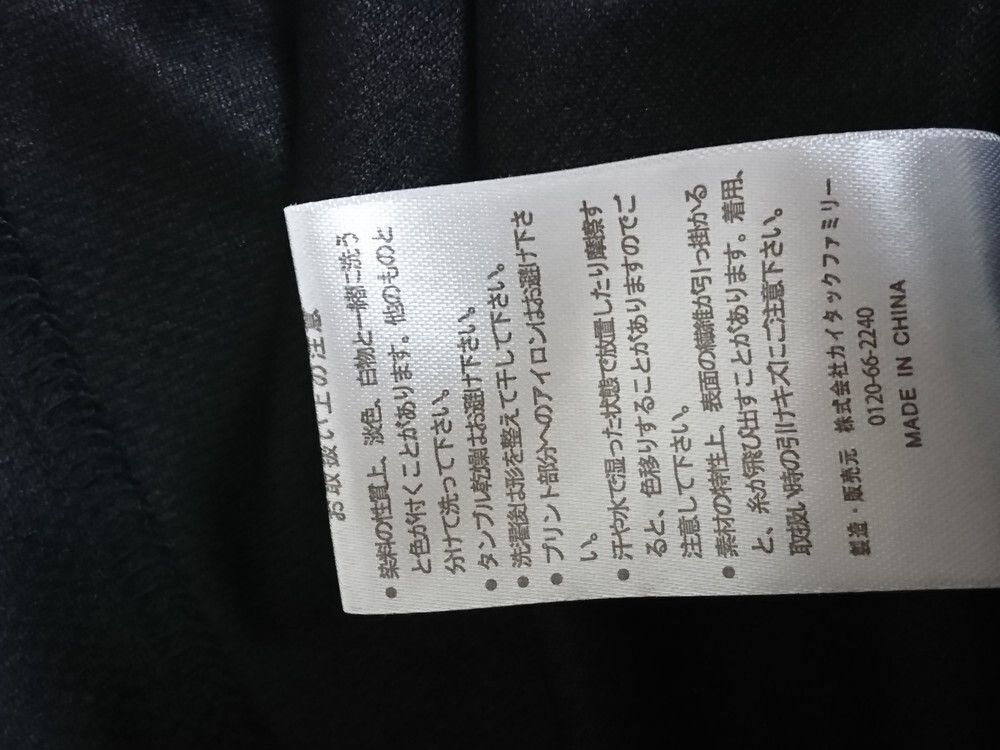 お取扱い上の注意
● 染料の性質上、淡色、白物と一緒に洗う
と色が付くことがあります。他のものと
分けて洗って下さい。
● タンブル乾燥はお避け下さい。
● 洗濯後は形を整えて干して下さい。
● プリント部分へのアイロンはお避け下さ
い。
● 汗や水で湿った状態で放置したり摩擦す
ると、色移りすることがありますのでご
注意して下さい。
● 素材の特性上、表面の繊維が引っ掛かる
と、糸が飛び出すことがあります。着用、
取扱い時の引けキズにご注意下さい。
製造・販売元 株式会社カイタックファミリー
0120-66-2240
MADE IN CHINA